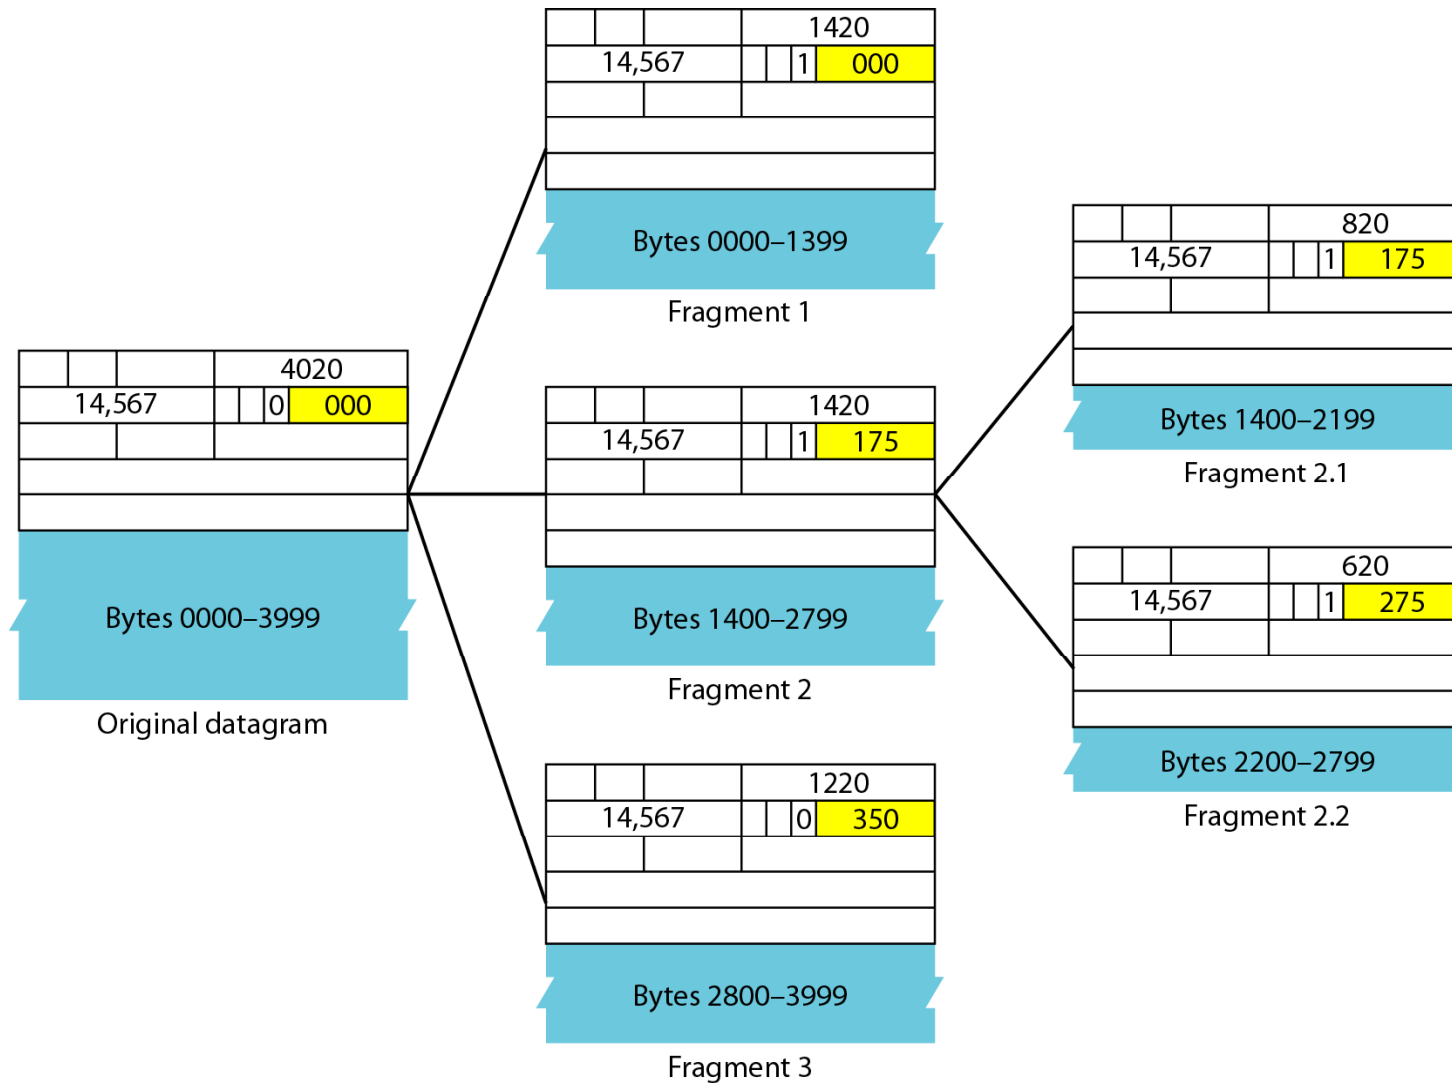 4020
14,567 0 000
Bytes 0000–3999
Original datagram
1420
14,567 1 000
Bytes 0000–1399
Fragment 1
1420
14,567 1 175
Bytes 1400–2799
Fragment 2
1220
14,567 0 350
Bytes 2800–3999
Fragment 3
820
14,567 1 175
Bytes 1400–2199
Fragment 2.1
620
14,567 1 275
Bytes 2200–2799
Fragment 2.2